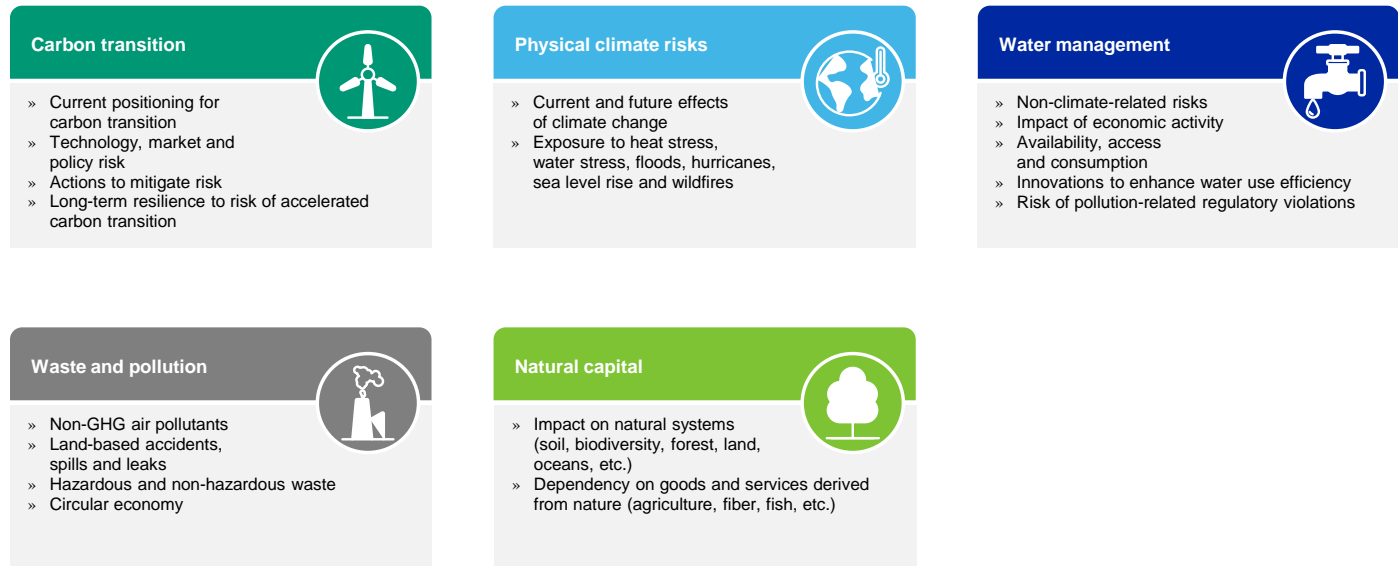 Carbon transition
» Current positioning for
carbon transition
» Technology, market and
policy risk
» Actions to mitigate risk
» Long-term resilience to risk of accelerated
carbon transition
Physical climate risks
» Current and future effects
of climate change
» Exposure to heat stress,
water stress, floods, hurricanes,
sea level rise and wildfires
Water management
» Non-climate-related risks
» Impact of economic activity
» Availability, access
and consumption
» Innovations to enhance water use efficiency
» Risk of pollution-related regulatory violations
Waste and pollution
» Non-GHG air pollutants
» Land-based accidents,
spills and leaks
» Hazardous and non-hazardous waste
» Circular economy
Natural capital
» Impact on natural systems
(soil, biodiversity, forest, land,
oceans, etc.)
» Dependency on goods and services derived
from nature (agriculture, fiber, fish, etc.)